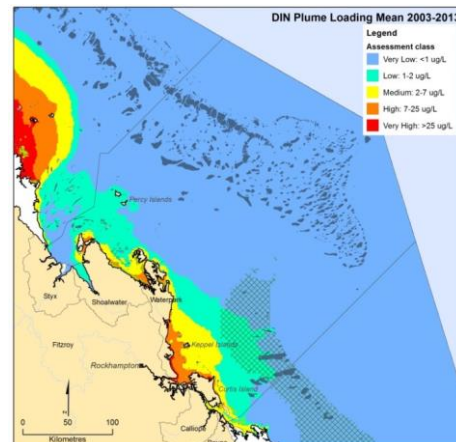 DIN Plume Loading Mean 2003-2013
Legend
Assessment class
Very Low: <1 ug/L
Low: 1-2 ug/L
Medium: 2-7 ug/L
High: 7-25 ug/L
Very High: >25 ug/L
Percy Islands
Styx
Shoalwater
Waterpark
Fitzroy
Keppel Islands
Rockhampton
Curtis Island
Calliope
0 50 100
Kilometres